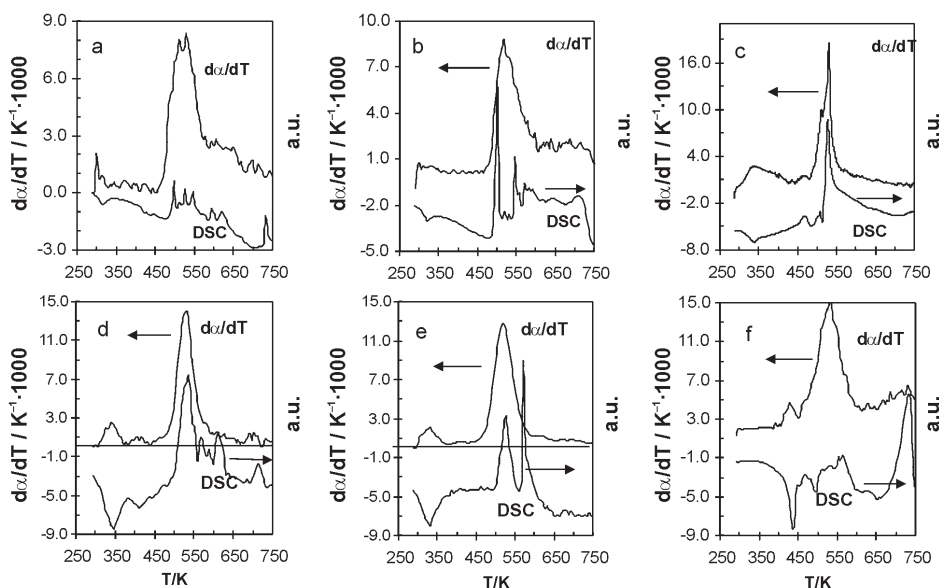 a
dα/dT / K⁻¹·1000
9.0
6.0
3.0
0.0
-3.0
dα/dT
DSC
250 350 450 550 650 750
a.u.
b
dα/dT / K⁻¹·1000
10.0
7.0
4.0
1.0
-2.0
-5.0
dα/dT
DSC
250 350 450 550 650 750
a.u.
c
dα/dT / K⁻¹·1000
16.0
10.0
4.0
-2.0
-8.0
dα/dT
DSC
250 350 450 550 650 750
a.u.
d
dα/dT / K⁻¹·1000
15.0
11.0
7.0
3.0
-1.0
-5.0
-9.0
dα/dT
DSC
250 350 450 550 650 750
T/K
a.u.
e
dα/dT / K⁻¹·1000
15.0
11.0
7.0
3.0
-1.0
-5.0
-9.0
dα/dT
DSC
250 350 450 550 650 750
T/K
a.u.
f
dα/dT / K⁻¹·1000
15.0
11.0
7.0
3.0
-1.0
-5.0
-9.0
dα/dT
DSC
250 350 450 550 650 750
T/K
a.u.